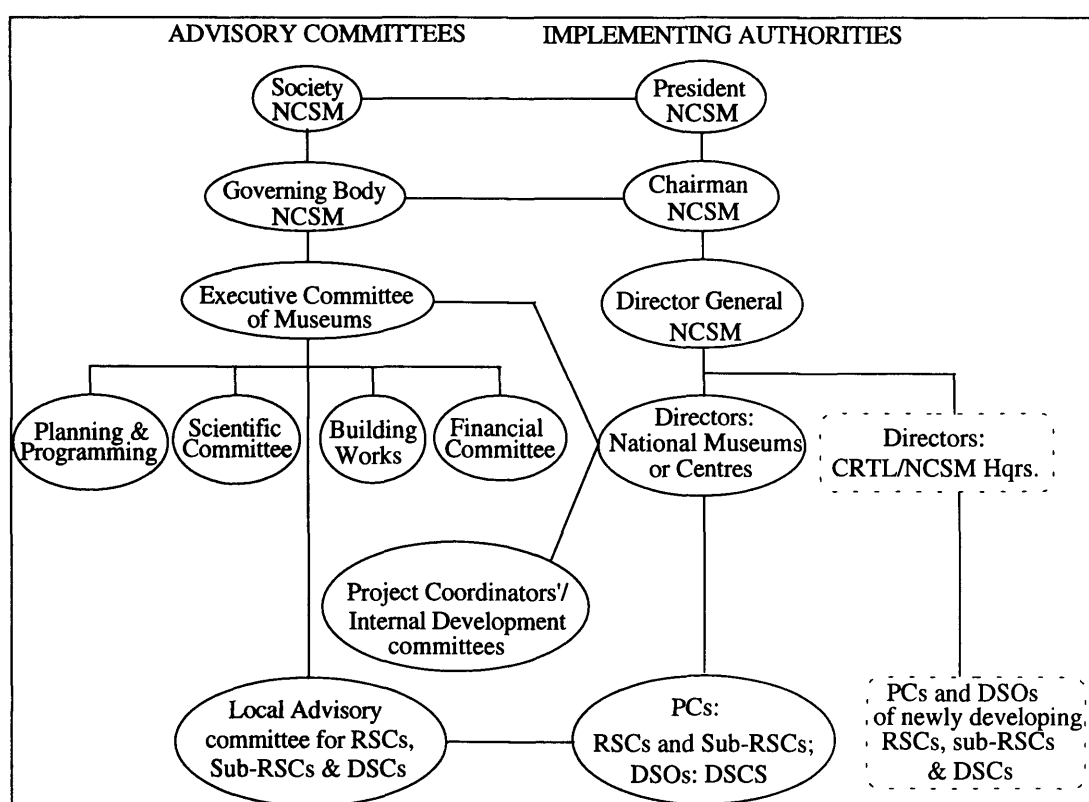 ADVISORY COMMITTEES
IMPLEMENTING AUTHORITIES
Society
NCSM
President
NCSM
Governing Body
NCSM
Chairman
NCSM
Executive Committee
of Museums
Director General
NCSM
Planning &
Programming
Scientific
Committee
Building
Works
Financial
Committee
Directors:
National Museums
or Centres
Directors:
CRTL/NCSM Hqrs.
Project Coordinators'/
Internal Development
committees
Local Advisory
committee for RSCs,
Sub-RSCs & DSCs
PCs:
RSCs and Sub-RSCs;
DSOs: DSCS
PCs and DSOs
of newly developing
RSCs, sub-RSCs
& DSCs